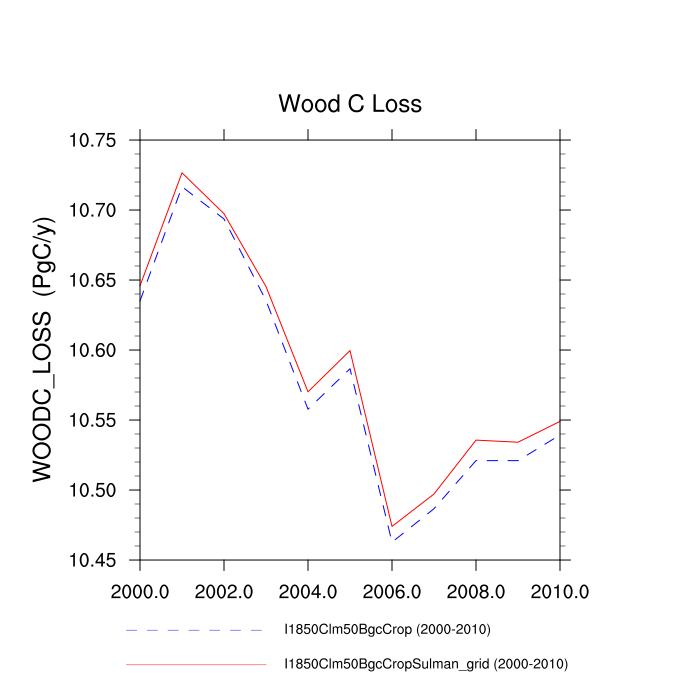 Wood C Loss
WOODC_LOSS (PgC/y)
10.75
10.70
10.65
10.60
10.55
10.50
10.45
2000.0 2002.0 2004.0 2006.0 2008.0 2010.0
I1850Clm50BgcCrop (2000-2010)
I1850Clm50BgcCropSulman_grid (2000-2010)